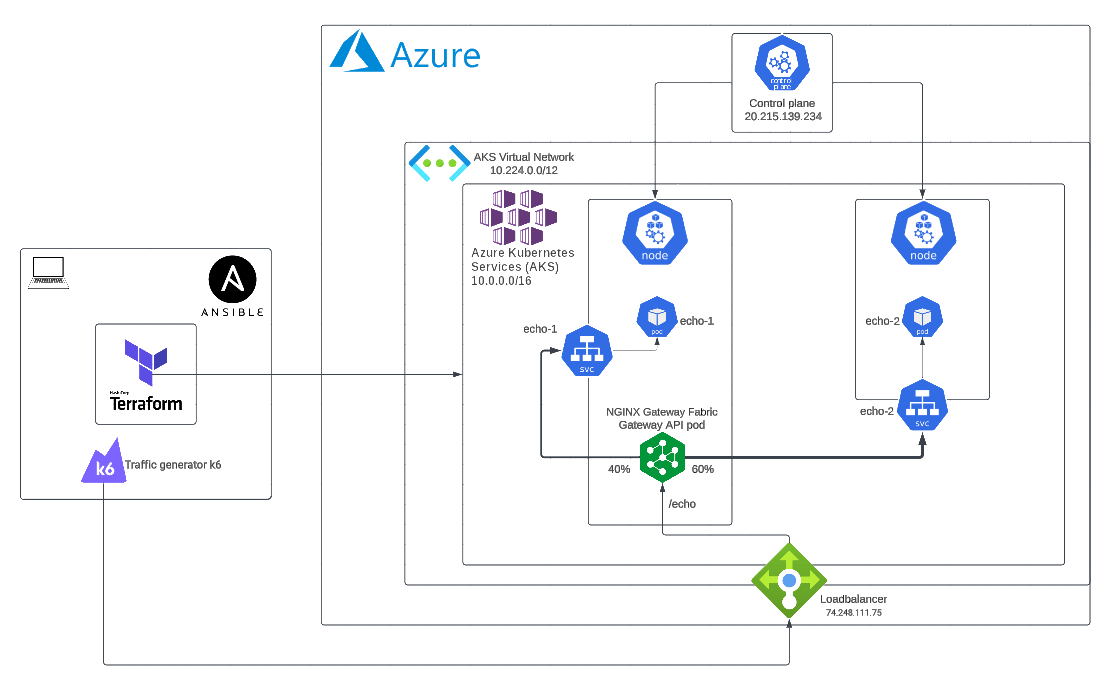 Azure
control
plane
Control plane
20.215.139.234
AKS Virtual Network
10.224.0.0/12
Azure Kubernetes
Services (AKS)
10.0.0.0/16
node
node
ANSIBLE
echo-1
pod
echo-1
svc
echo-2
pod
HashiCorp
Terraform
echo-2
svc
NGINX Gateway Fabric
Gateway API pod
40%
60%
k6
Traffic generator k6
/echo
Loadbalancer
74.248.111.75